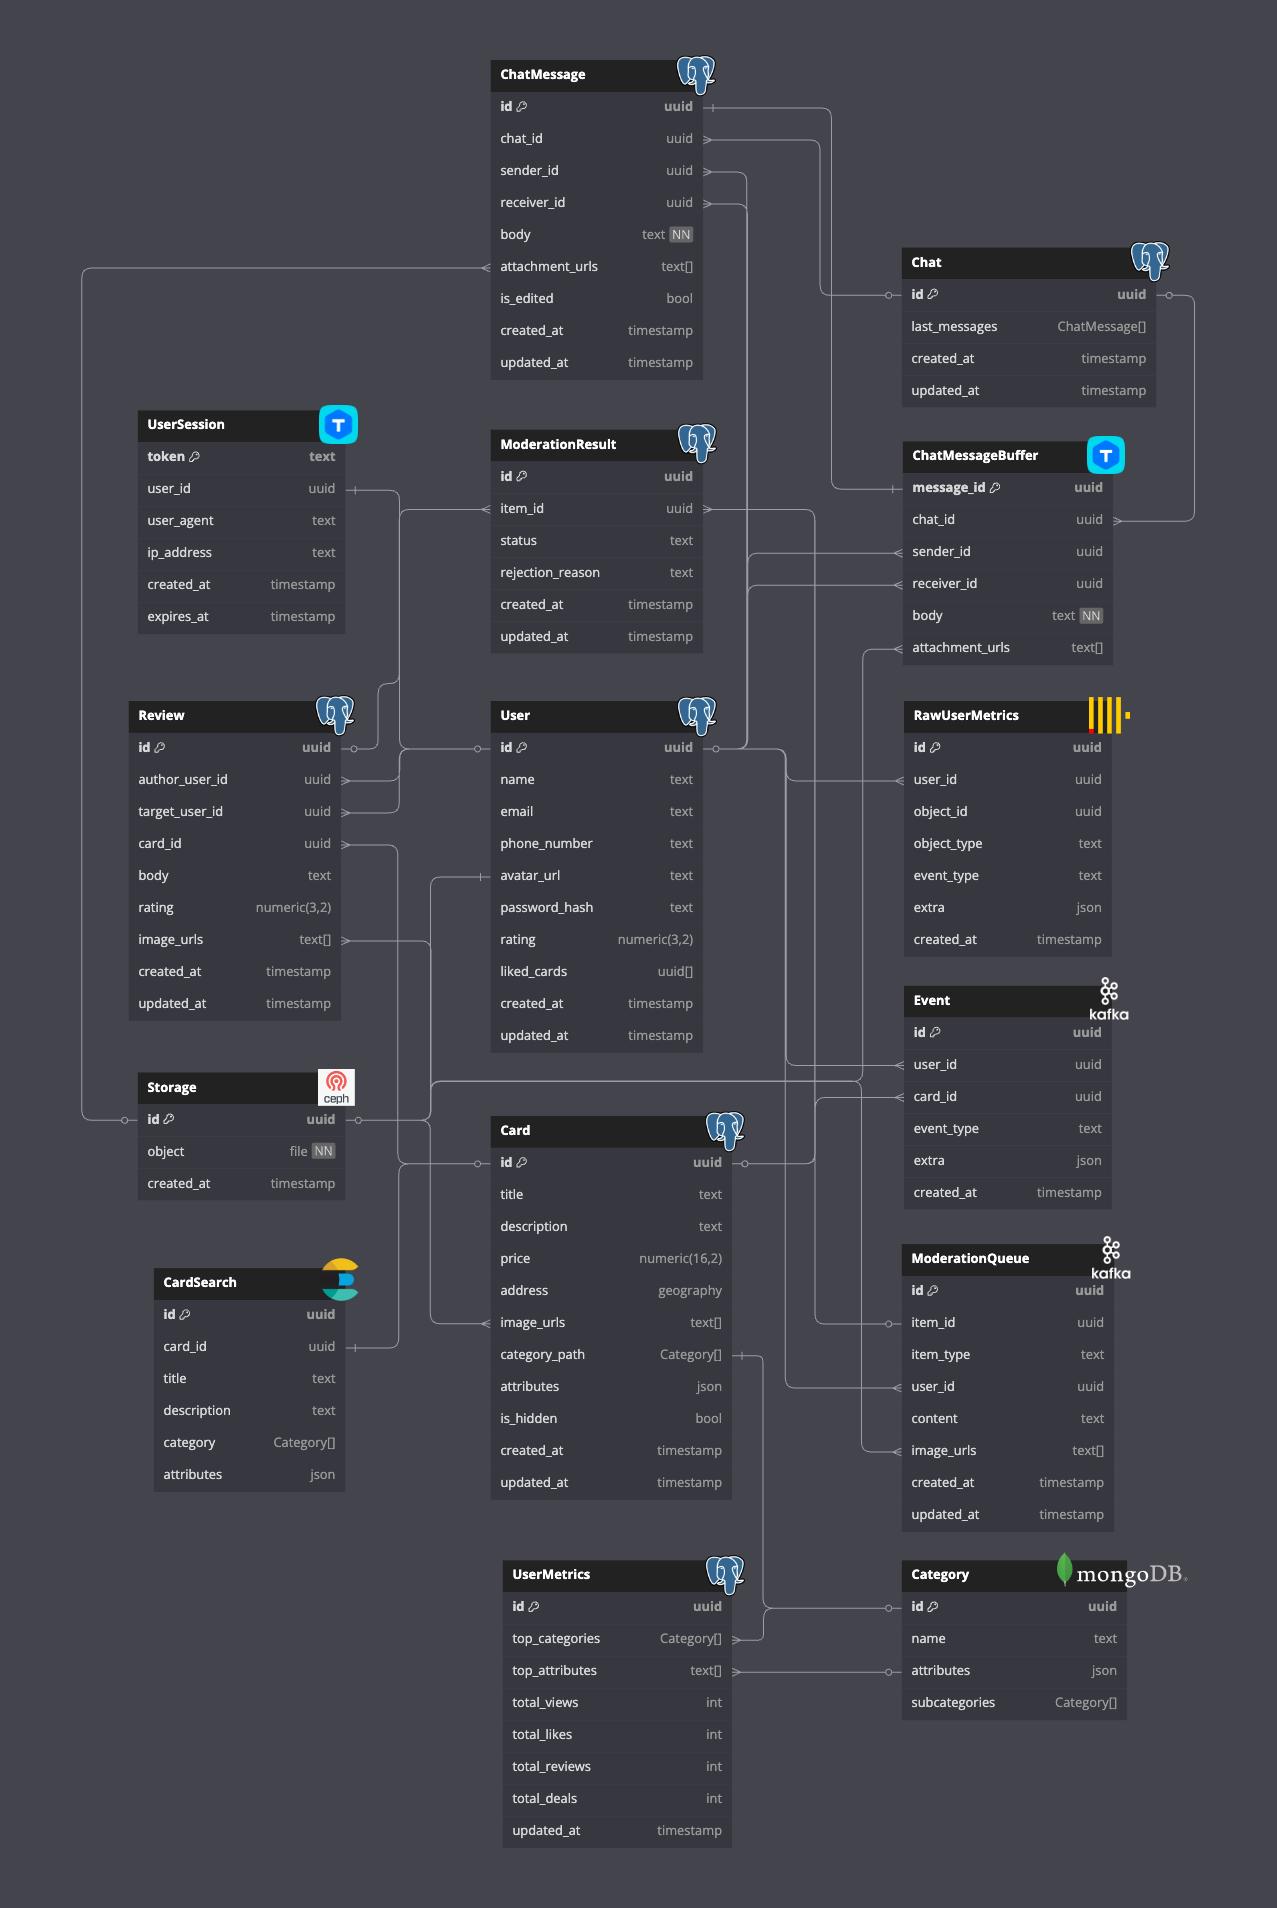 ChatMessage
id uuid
chat_id uuid
sender_id uuid
receiver_id uuid
body text NN
attachment_urls text[]
is_edited bool
created_at timestamp
updated_at timestamp
Chat
id uuid
last_messages ChatMessage[]
created_at timestamp
updated_at timestamp
UserSession
T
token text
user_id uuid
user_agent text
ip_address text
created_at timestamp
expires_at timestamp
ModerationResult
id uuid
item_id uuid
status text
rejection_reason text
created_at timestamp
updated_at timestamp
ChatMessageBuffer
T
message_id uuid
chat_id uuid
sender_id uuid
receiver_id uuid
body text NN
attachment_urls text[]
Review
id uuid
author_user_id uuid
target_user_id uuid
card_id uuid
body text
rating numeric(3,2)
image_urls text[]
created_at timestamp
updated_at timestamp
User
id uuid
name text
email text
phone_number text
avatar_url text
password_hash text
rating numeric(3,2)
liked_cards uuid[]
created_at timestamp
updated_at timestamp
RawUserMetrics
id uuid
user_id uuid
object_id uuid
object_type text
event_type text
extra json
created_at timestamp
Event
kafka
id uuid
user_id uuid
card_id uuid
event_type text
extra json
created_at timestamp
Storage
ceph
id uuid
object file NN
created_at timestamp
Card
id uuid
title text
description text
price numeric(16,2)
address geography
image_urls text[]
category_path Category[]
attributes json
is_hidden bool
created_at timestamp
updated_at timestamp
CardSearch
id uuid
card_id uuid
title text
description text
category Category[]
attributes json
ModerationQueue
kafka
id uuid
item_id uuid
item_type text
user_id uuid
content text
image_urls text[]
created_at timestamp
updated_at timestamp
UserMetrics
id uuid
top_categories Category[]
top_attributes text[]
total_views int
total_likes int
total_reviews int
total_deals int
updated_at timestamp
Category
mongoDB.
id uuid
name text
attributes json
subcategories Category[]